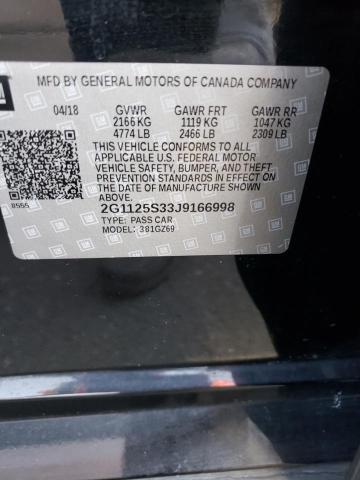 GM
MFD BY GENERAL MOTORS OF CANADA COMPANY
04/18 GVWR GAWR FRT GAWR RR
2166 KG 1119 KG 1047 KG
4774 LB 2466 LB 2309 LB
THIS VEHICLE CONFORMS TO ALL
APPLICABLE U.S. FEDERAL MOTOR
VEHICLE SAFETY, BUMPER, AND THEFT
PREVENTION STANDARDS IN EFFECT ON
THE DATE OF MANUFACTURE SHOWN
ABOVE.
2G1125S33J9166998
8555 TYPE: PASS CAR
MODEL: 381GZ69